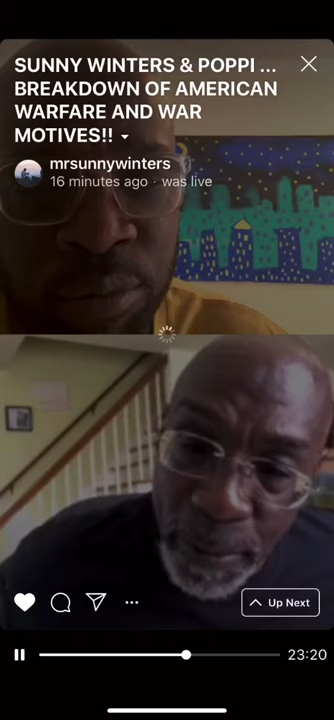 SUNNY WINTERS & POPPI ...
BREAKDOWN OF AMERICAN
WARFARE AND WAR
MOTIVES!!
mrsunnywinters
16 minutes ago · was live
Up Next
23:20